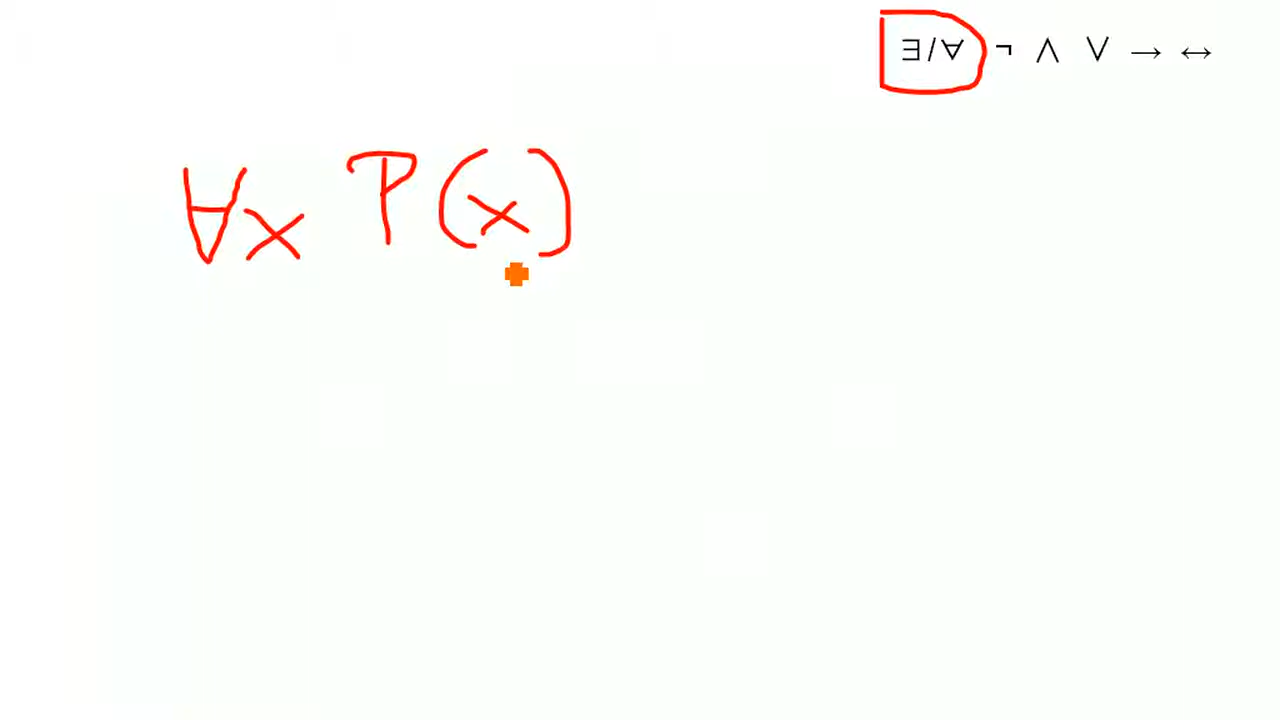 ∃/∀ ¬ ∧ ∨ → ↔
∀x P(x)